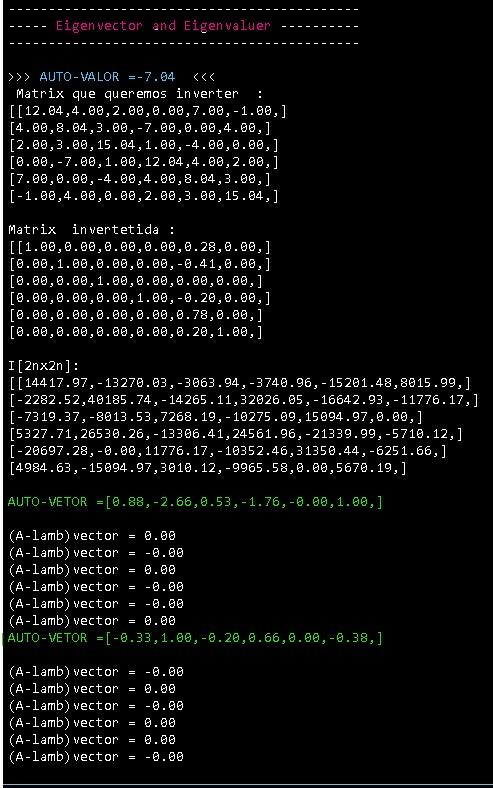 ----------------------------------------
----- Eigenvector and Eigenvaluer -----
----------------------------------------
>>> AUTO-VALOR =-7.04  <<<
Matrix que queremos inverter  :
[[12.04,4.00,2.00,0.00,7.00,-1.00,]
[4.00,8.04,3.00,-7.00,0.00,4.00,]
[2.00,3.00,15.04,1.00,-4.00,0.00,]
[0.00,-7.00,1.00,12.04,4.00,2.00,]
[7.00,0.00,-4.00,4.00,8.04,3.00,]
[-1.00,4.00,0.00,2.00,3.00,15.04,]
Matrix  invertetida :
[[1.00,0.00,0.00,0.00,0.28,0.00,]
[0.00,1.00,0.00,0.00,-0.41,0.00,]
[0.00,0.00,1.00,0.00,0.00,0.00,]
[0.00,0.00,0.00,1.00,-0.20,0.00,]
[0.00,0.00,0.00,0.00,0.78,0.00,]
[0.00,0.00,0.00,0.00,0.20,1.00,]
I[2nx2n]:
[[14417.97,-13270.03,-3063.94,-3740.96,-15201.48,8015.99,]
[-2282.52,40185.74,-14265.11,32026.05,-16642.93,-11776.17,]
[-7319.37,-8013.53,7268.19,-10275.09,15094.97,0.00,]
[5327.71,26530.26,-13306.41,24561.96,-21339.99,-5710.12,]
[-20697.28,-0.00,11776.17,-10352.46,31350.44,-6251.66,]
[4984.63,-15094.97,3010.12,-9965.58,0.00,5670.19,]
AUTO-VETOR =[0.88,-2.66,0.53,-1.76,-0.00,1.00,]
(A-lamb)vector = 0.00
(A-lamb)vector = -0.00
(A-lamb)vector = 0.00
(A-lamb)vector = -0.00
(A-lamb)vector = -0.00
(A-lamb)vector = 0.00
AUTO-VETOR =[-0.33,1.00,-0.20,0.66,0.00,-0.38,]
(A-lamb)vector = -0.00
(A-lamb)vector = 0.00
(A-lamb)vector = -0.00
(A-lamb)vector = 0.00
(A-lamb)vector = 0.00
(A-lamb)vector = -0.00